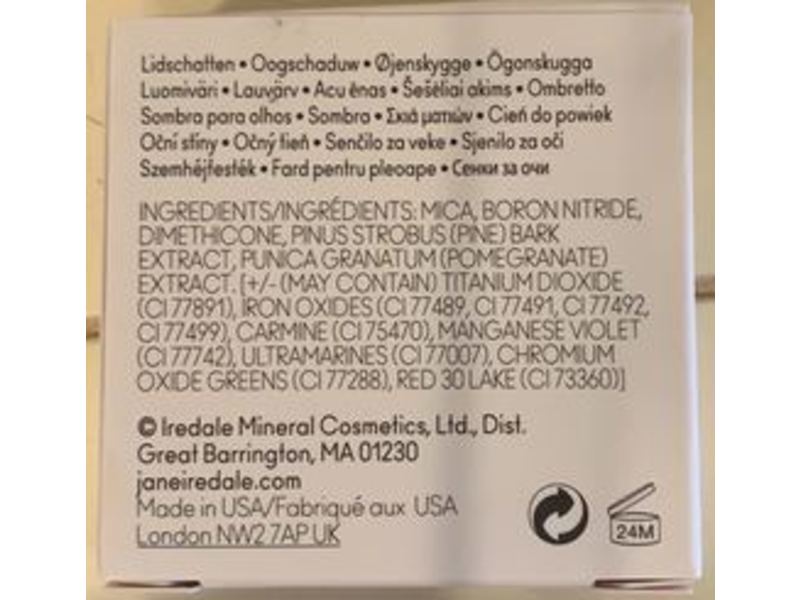 Lidschatten • Oogschaduw • Øjenskygge • Ögonskugga
Luomiväri • Lauvärv • Acu ēnas • Šešėliai akims • Ombretto
Sombra para olhos • Sombra • Σκιά ματιών • Cień do powiek
Oční stíny • Očný tieň • Senčilo za veke • Sjenilo za oči
Szemhéjfesték • Fard pentru pleoape • Сенки за очи
INGREDIENTS/INGRÉDIENTS: MICA, BORON NITRIDE,
DIMETHICONE, PINUS STROBUS (PINE) BARK
EXTRACT, PUNICA GRANATUM (POMEGRANATE)
EXTRACT. [+/- (MAY CONTAIN) TITANIUM DIOXIDE
(CI 77891), IRON OXIDES (CI 77489, CI 77491, CI 77492,
CI 77499), CARMINE (CI 75470), MANGANESE VIOLET
(CI 77742), ULTRAMARINES (CI 77007), CHROMIUM
OXIDE GREENS (CI 77288), RED 30 LAKE (CI 73360)]
© Iredale Mineral Cosmetics, Ltd., Dist.
Great Barrington, MA 01230
janeiredale.com
Made in USA/Fabriqué aux USA
London NW2 7AP UK
24M